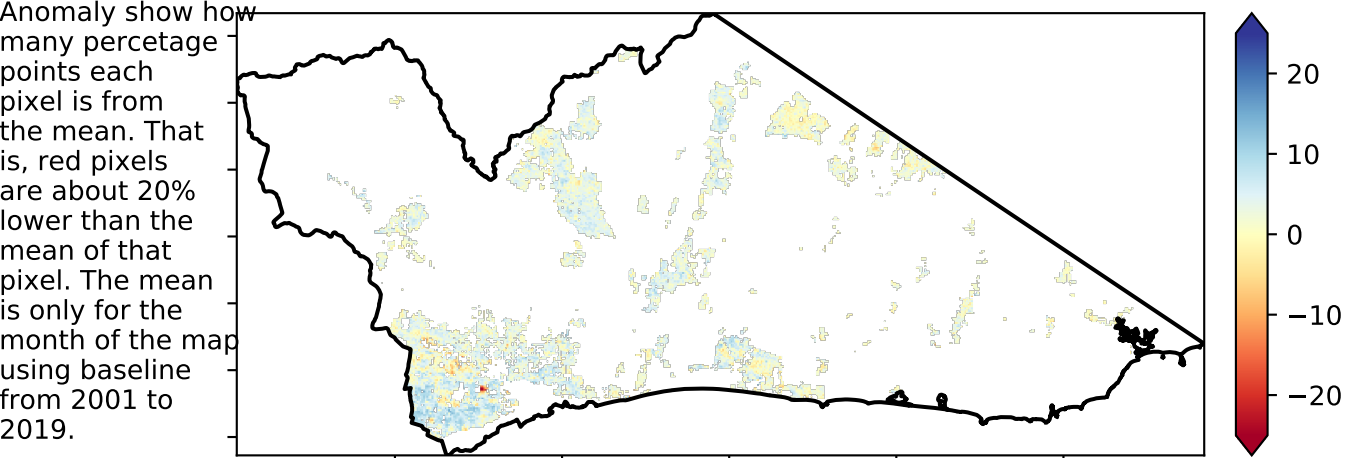 Anomaly show how
many percetage
points each
pixel is from
the mean. That
is, red pixels
are about 20%
lower than the
mean of that
pixel. The mean
is only for the
month of the map
using baseline
from 2001 to
2019.
20
10
0
−10
−20